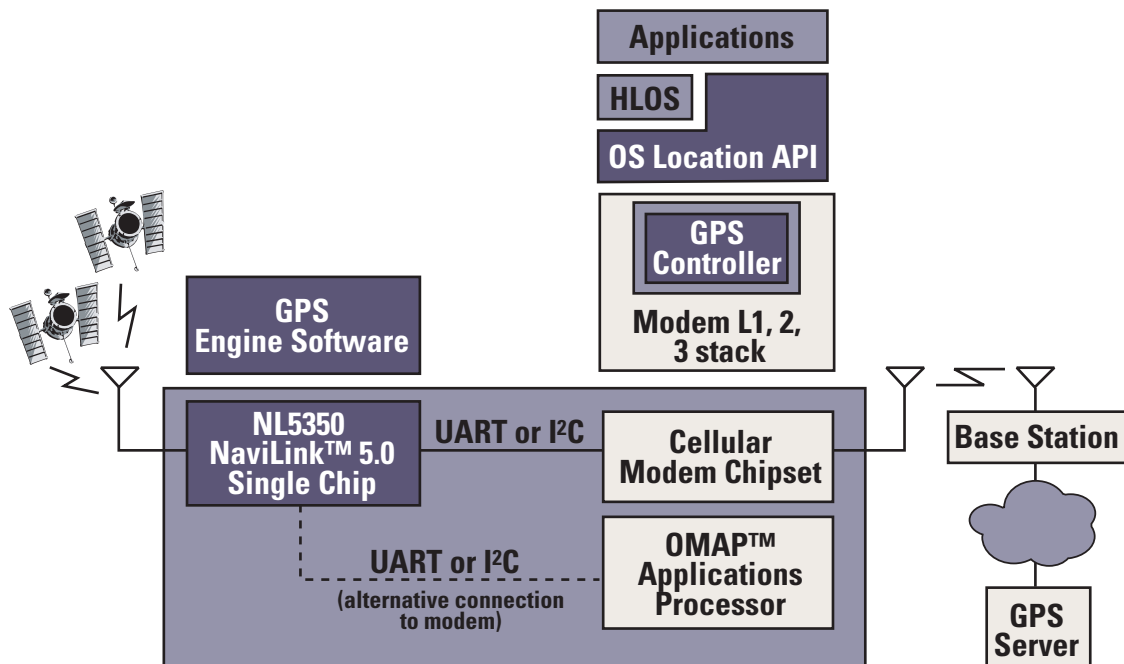 Applications
HLOS
OS Location API
GPS
Controller
Modem L1, 2,
3 stack
GPS
Engine Software
NL5350
NaviLink™ 5.0
Single Chip
UART or I²C
Cellular
Modem Chipset
Base Station
UART or I²C
(alternative connection
to modem)
OMAP™
Applications
Processor
GPS
Server